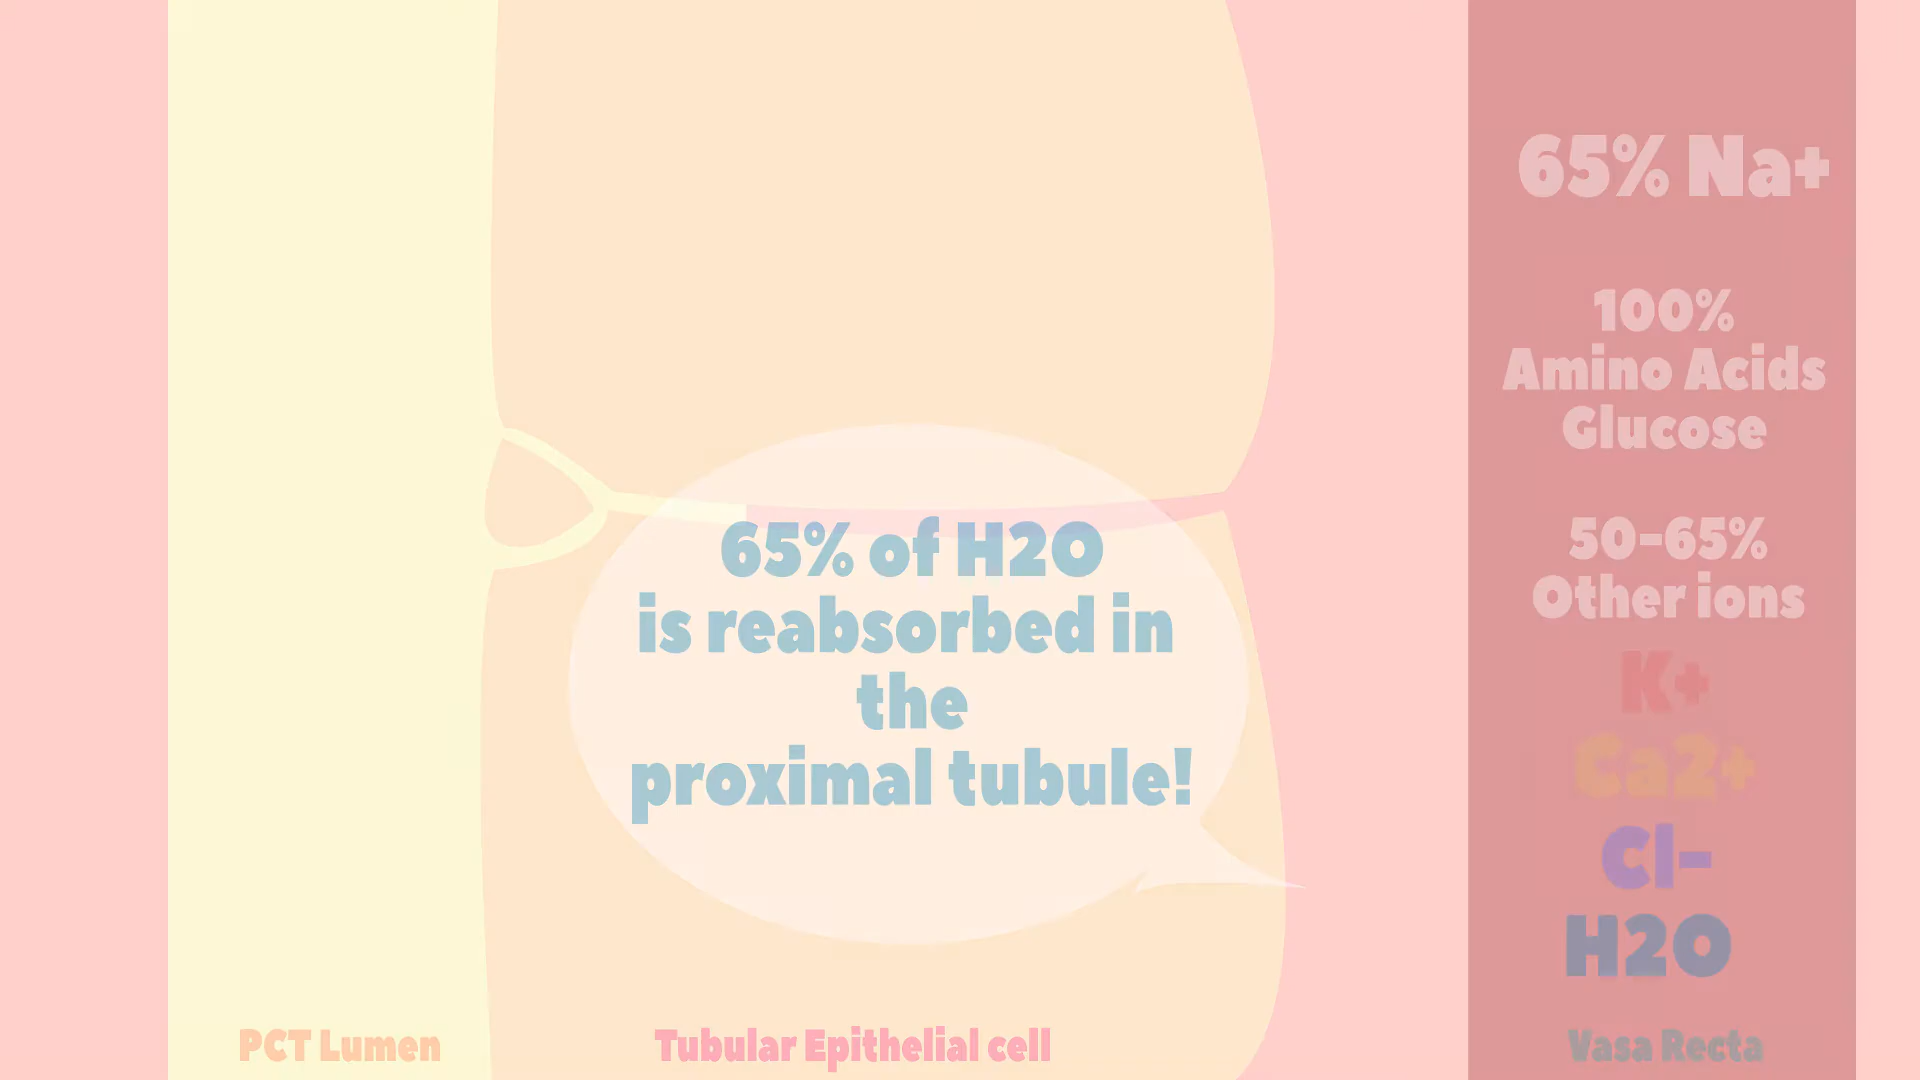 65% Na+
100%
Amino Acids
Glucose
50-65%
Other ions
K+
Ca2+
Cl-
H2O
65% of H2O
is reabsorbed in
the
proximal tubule!
PCT Lumen
Tubular Epithelial cell
Vasa Recta